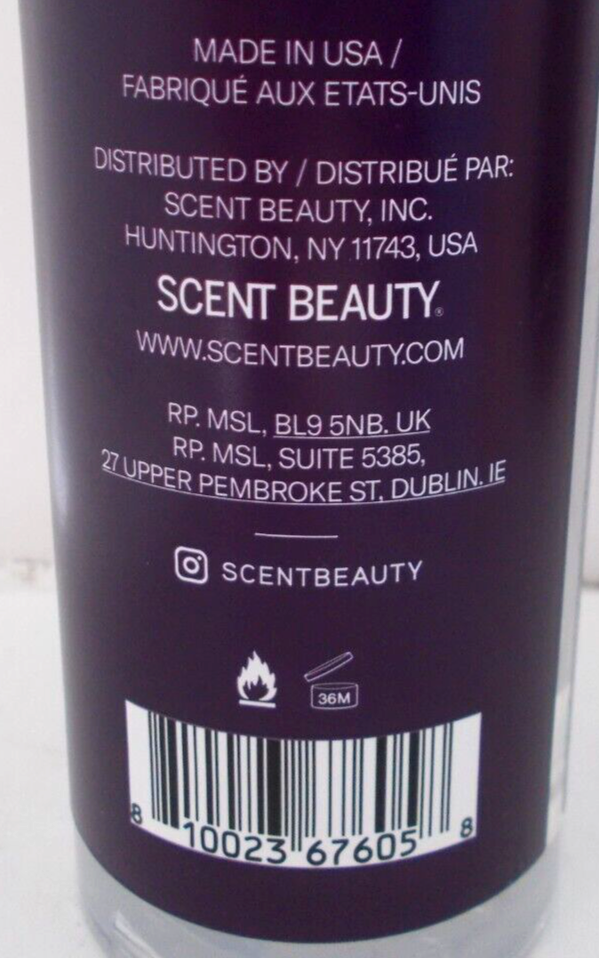 MADE IN USA /
FABRIQUÉ AUX ETATS-UNIS
DISTRIBUTED BY / DISTRIBUÉ PAR:
SCENT BEAUTY, INC.
HUNTINGTON, NY 11743, USA
SCENT BEAUTY®
WWW.SCENTBEAUTY.COM
RP. MSL, BL9 5NB. UK
RP. MSL, SUITE 5385,
27 UPPER PEMBROKE ST, DUBLIN. IE
SCENTBEAUTY
36M
8 10023 67605 8